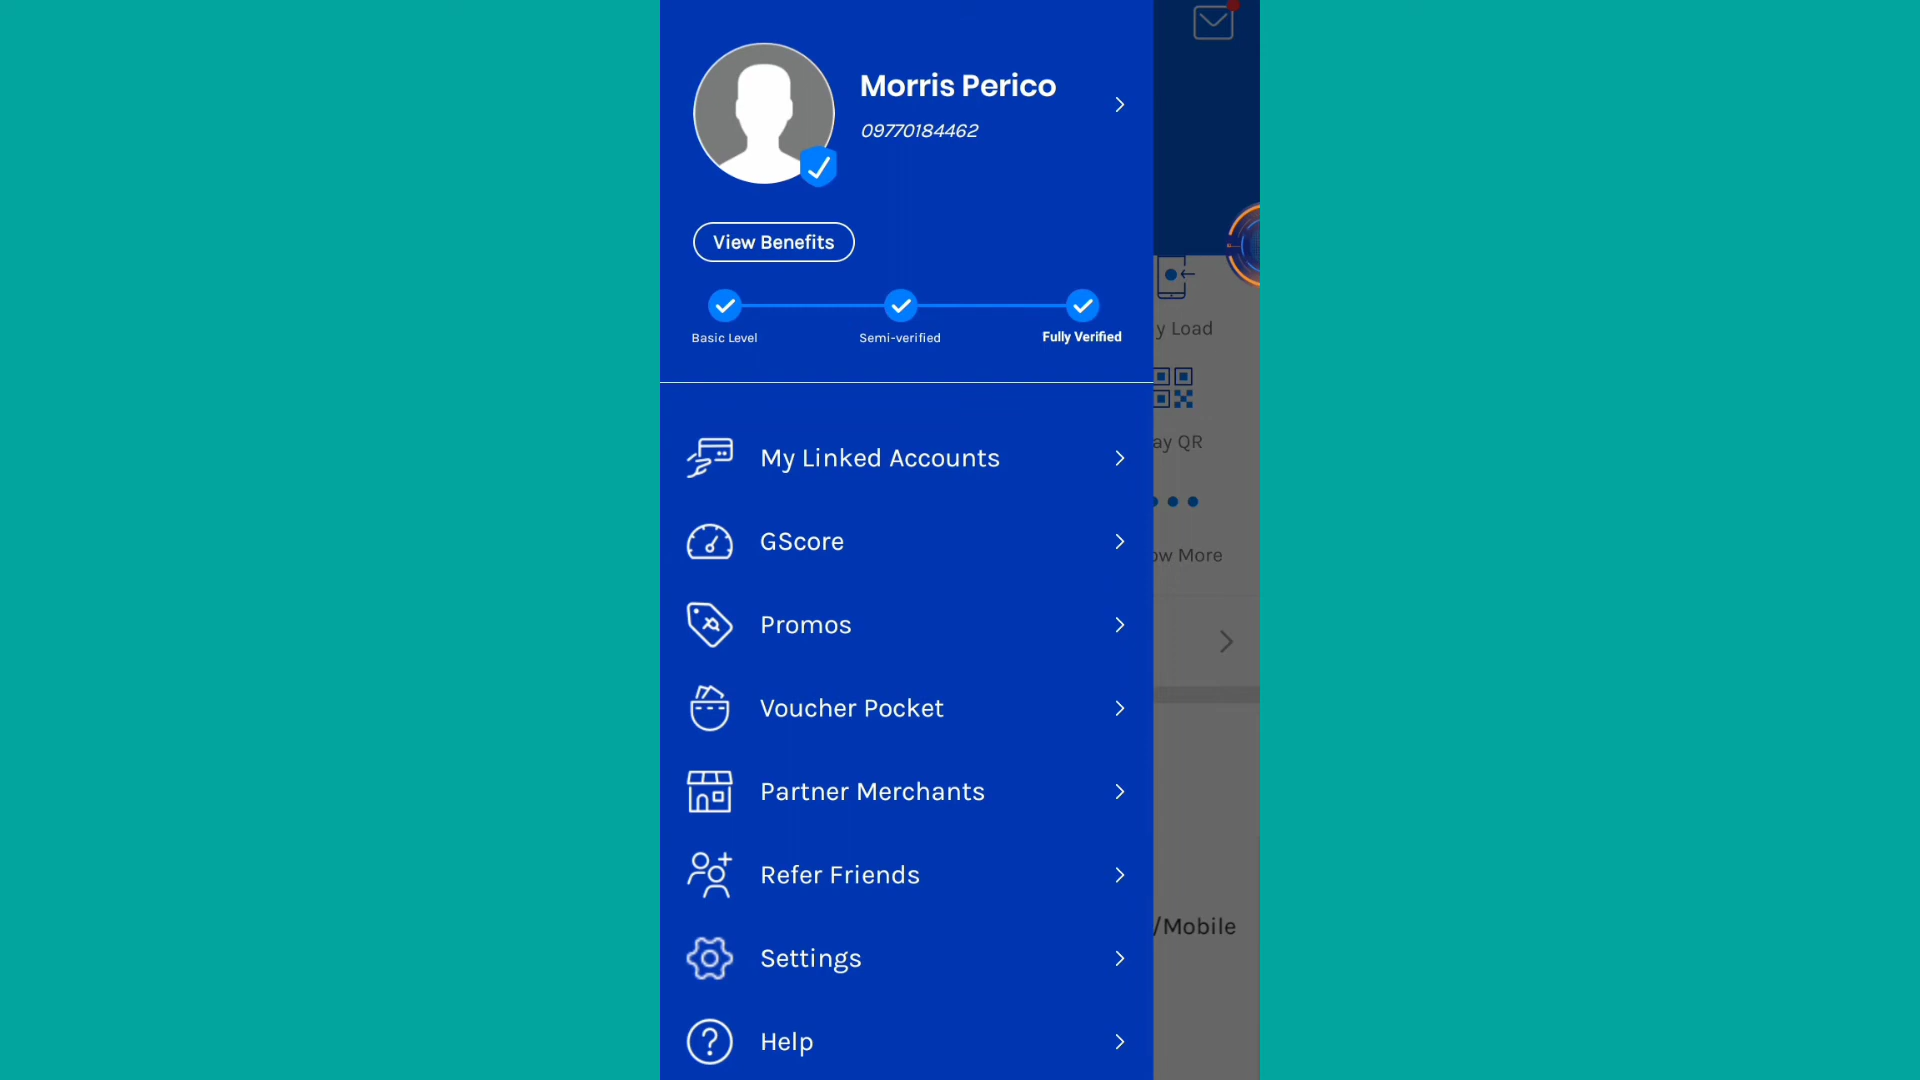 Morris Perico
09770184462
View Benefits
Basic Level
Semi-verified
Fully Verified
y Load
ay QR
ow More
My Linked Accounts
GScore
Promos
Voucher Pocket
Partner Merchants
Refer Friends
/Mobile
Settings
Help